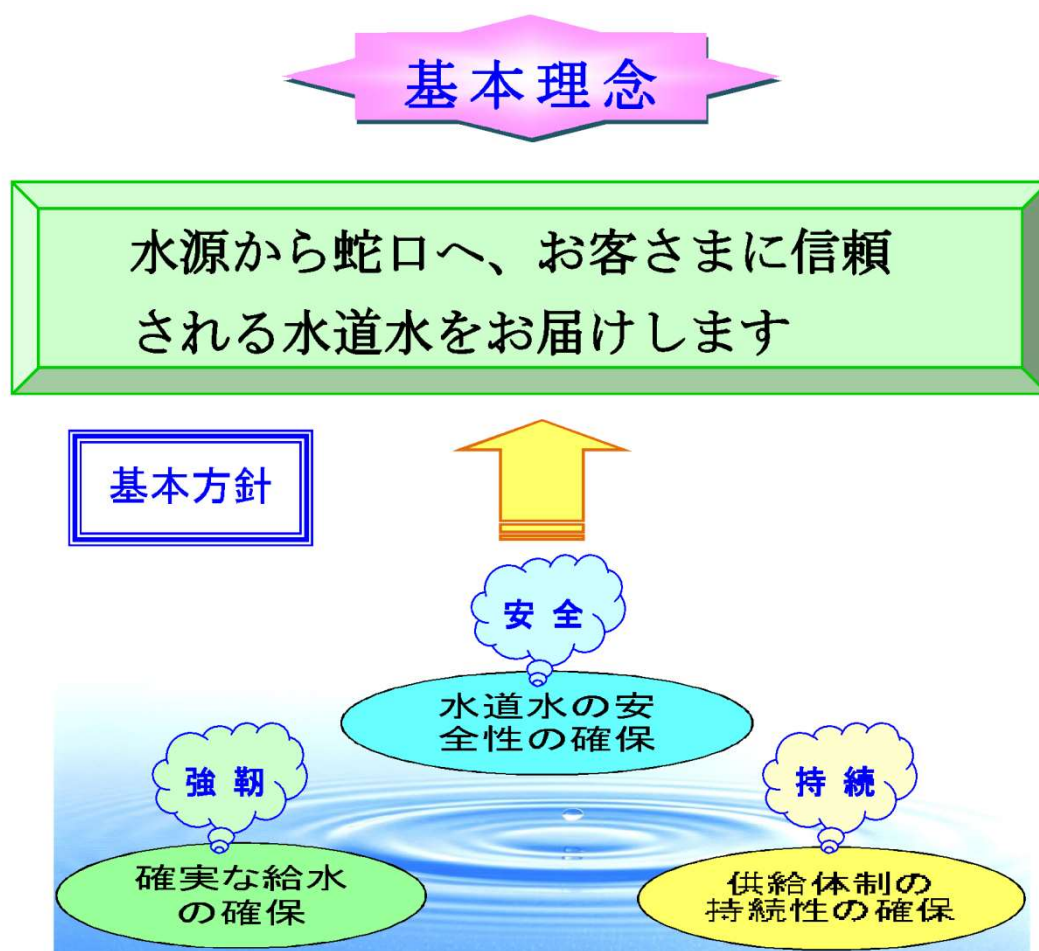 基本理念
水源から蛇口へ、お客さまに信頼
される水道水をお届けします
基本方針
安全
水道水の安
全性の確保
強靭
確実な給水
の確保
持続
供給体制の
持続性の確保